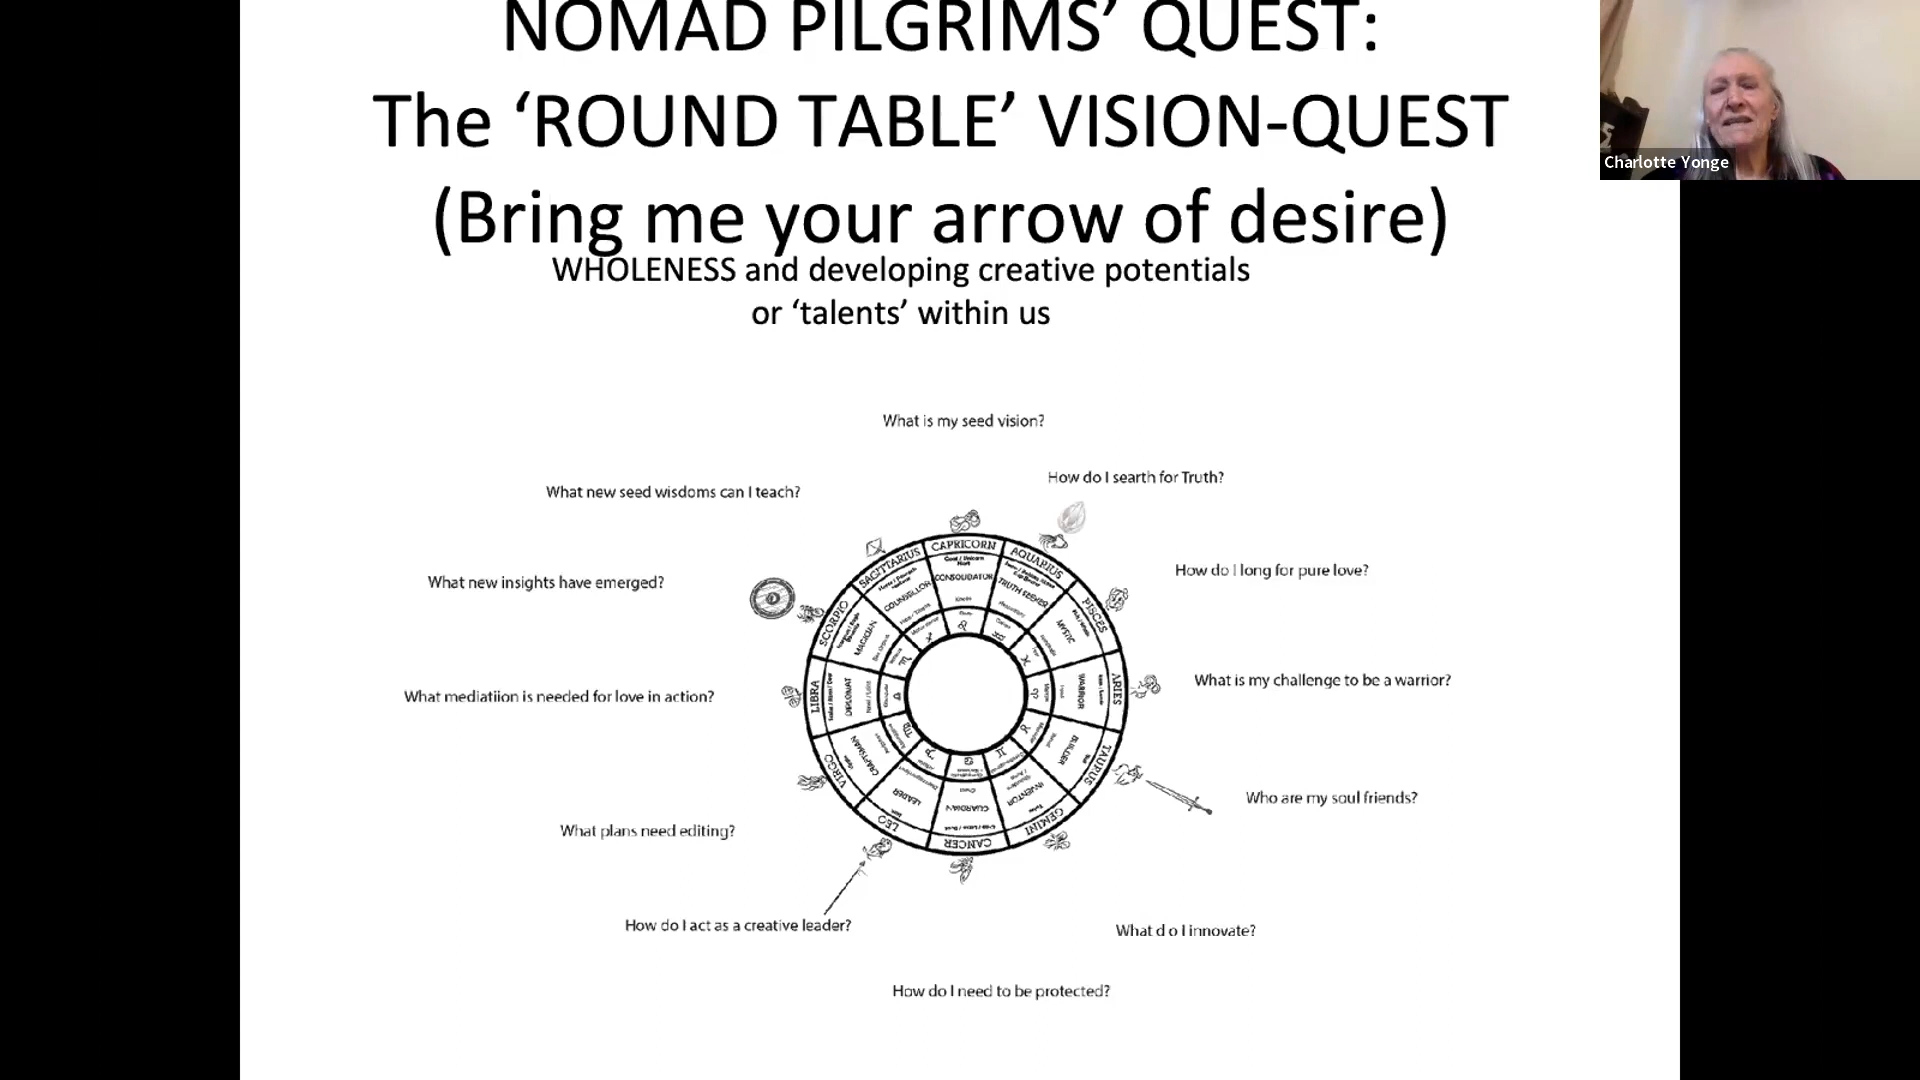 NOMAD PILGRIMS’ QUEST:
The ‘ROUND TABLE’ VISION-QUEST
(Bring me your arrow of desire)
WHOLENESS and developing creative potentials
or ‘talents’ within us
Charlotte Yonge
What is my seed vision?
How do I searth for Truth?
What new seed wisdoms can I teach?
How do I long for pure love?
What new insights have emerged?
What is my challenge to be a warrior?
What mediatiion is needed for love in action?
Who are my soul friends?
What plans need editing?
How do I act as a creative leader?
What d o I innovate?
How do I need to be protected?
CAPRICORN
CONSOLIDATOR
AQUARIUS
TRUTH SEEKER
PISCES
MYSTIC
ARIES
WARRIOR
TAURUS
BUILDER
GEMINI
INVENTOR
CANCER
GUARDIAN
LEO
LEADER
VIRGO
CRAFTSMAN
LIBRA
DIPLOMAT
SCORPIO
MAGICIAN
SAGITTARIUS
COUNSELLOR